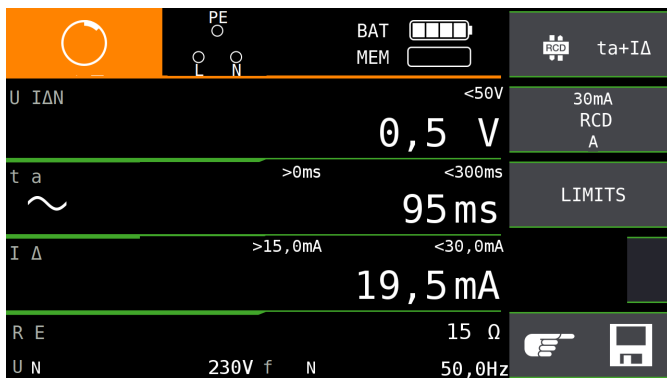 PE
L N
BAT
MEM
RCD ta+IΔ
U IΔN <50V
0,5 V
30mA
RCD
A
t a >0ms <300ms
95ms
LIMITS
I Δ >15,0mA <30,0mA
19,5mA
R E 15 Ω
U N 230V f N 50,0Hz